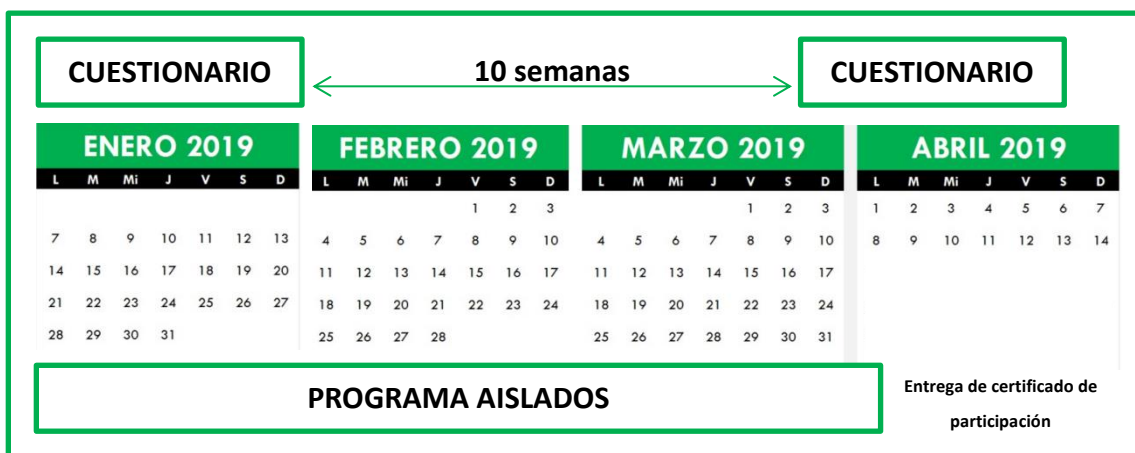 CUESTIONARIO
10 semanas
CUESTIONARIO
ENERO 2019
L M Mi J V S D
7 8 9 10 11 12 13
14 15 16 17 18 19 20
21 22 23 24 25 26 27
28 29 30 31
FEBRERO 2019
L M Mi J V S D
1 2 3
4 5 6 7 8 9 10
11 12 13 14 15 16 17
18 19 20 21 22 23 24
25 26 27 28
MARZO 2019
L M Mi J V S D
1 2 3
4 5 6 7 8 9 10
11 12 13 14 15 16 17
18 19 20 21 22 23 24
25 26 27 28 29 30 31
ABRIL 2019
L M Mi J V S D
1 2 3 4 5 6 7
8 9 10 11 12 13 14
PROGRAMA AISLADOS
Entrega de certificado de
participación